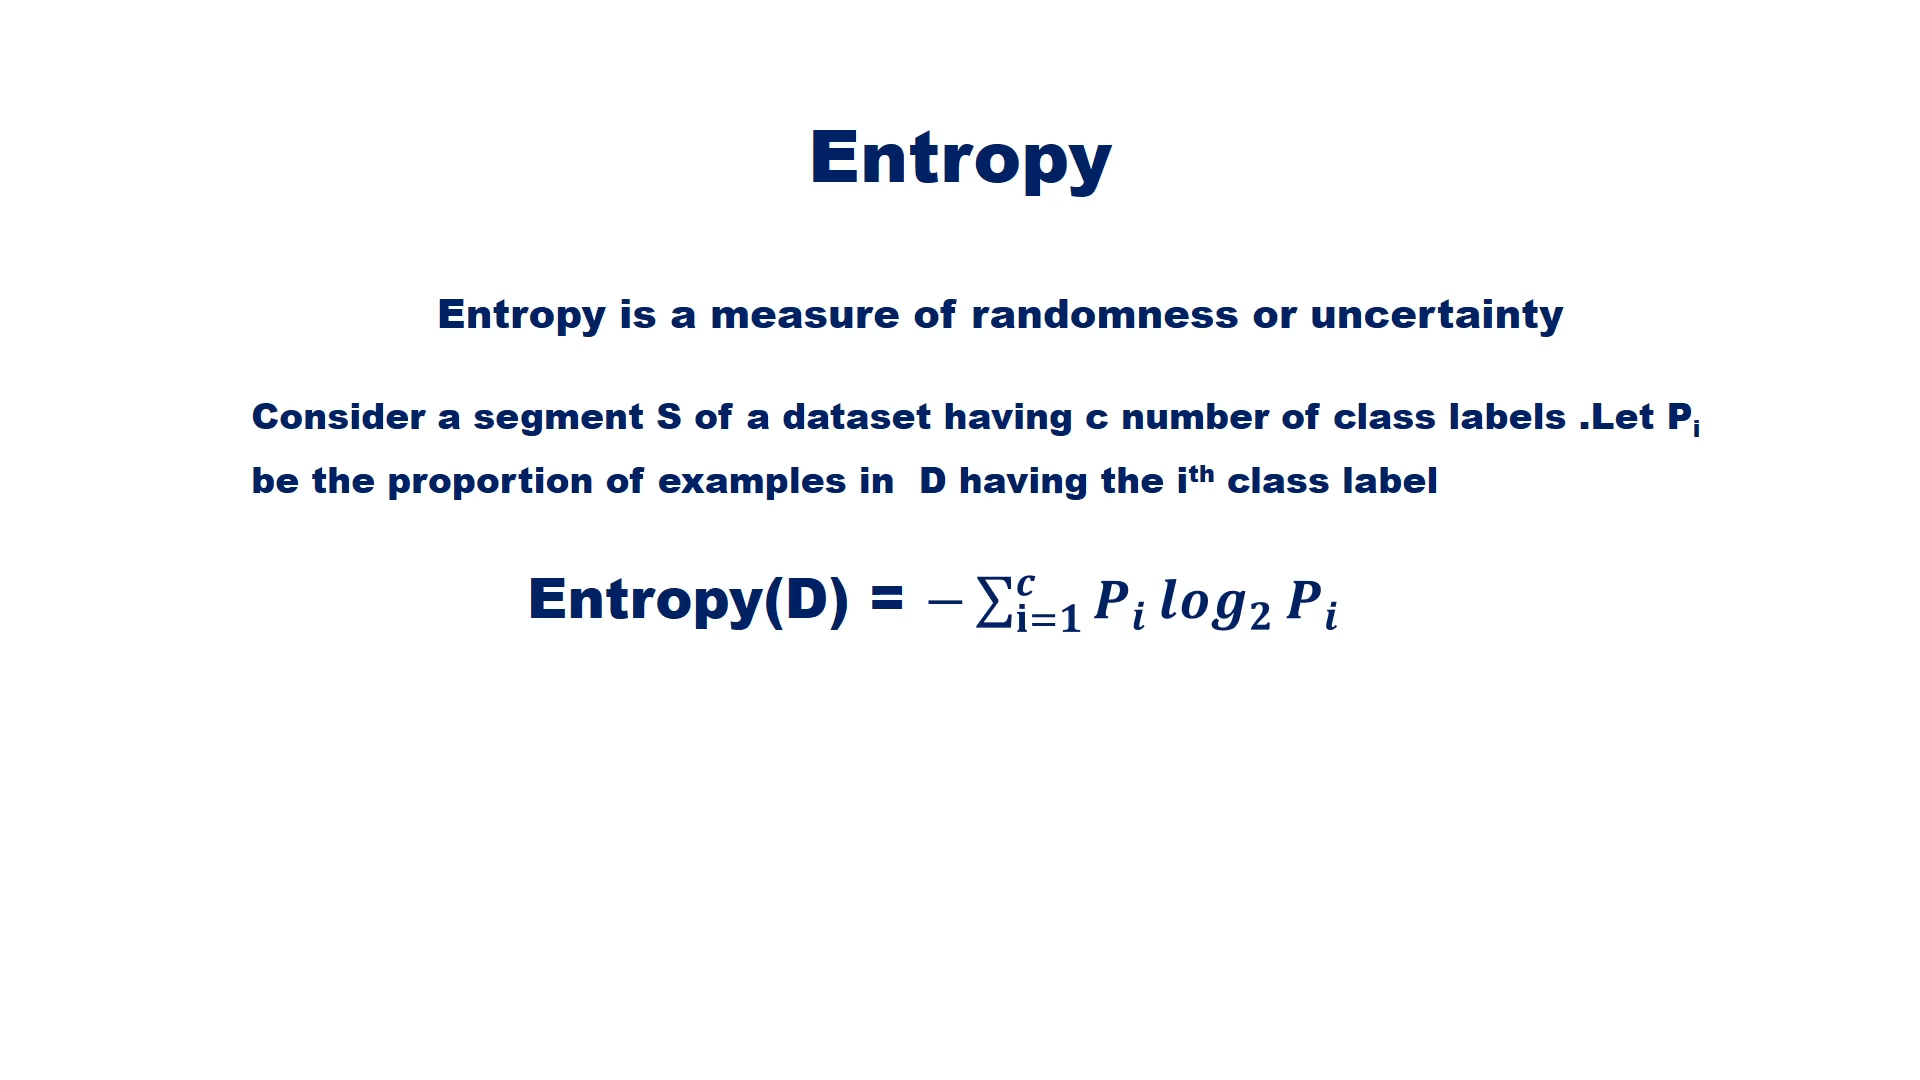 Entropy
Entropy is a measure of randomness or uncertainty
Consider a segment S of a dataset having c number of class labels .Let Pᵢ
be the proportion of examples in  D having the iᵗʰ class label
Entropy(D) = − ∑ᶜᵢ₌₁ Pᵢ log₂ Pᵢ